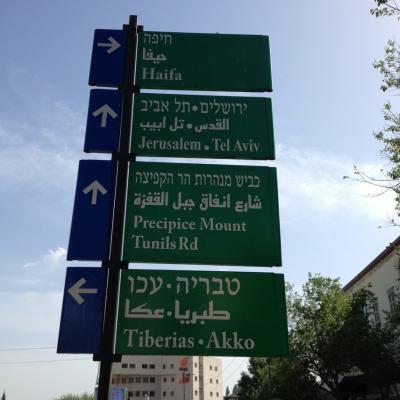 חיפה
حيفا
Haifa
ירושלים • תל אביב
القدس • تل ابيب
Jerusalem • Tel Aviv
כביש מנהרות הר הקפיצה
شارع انفاق جبل القفزة
Precipice Mount
Tunils Rd
טבריה • עכו
طبريا • عكا
Tiberias • Akko